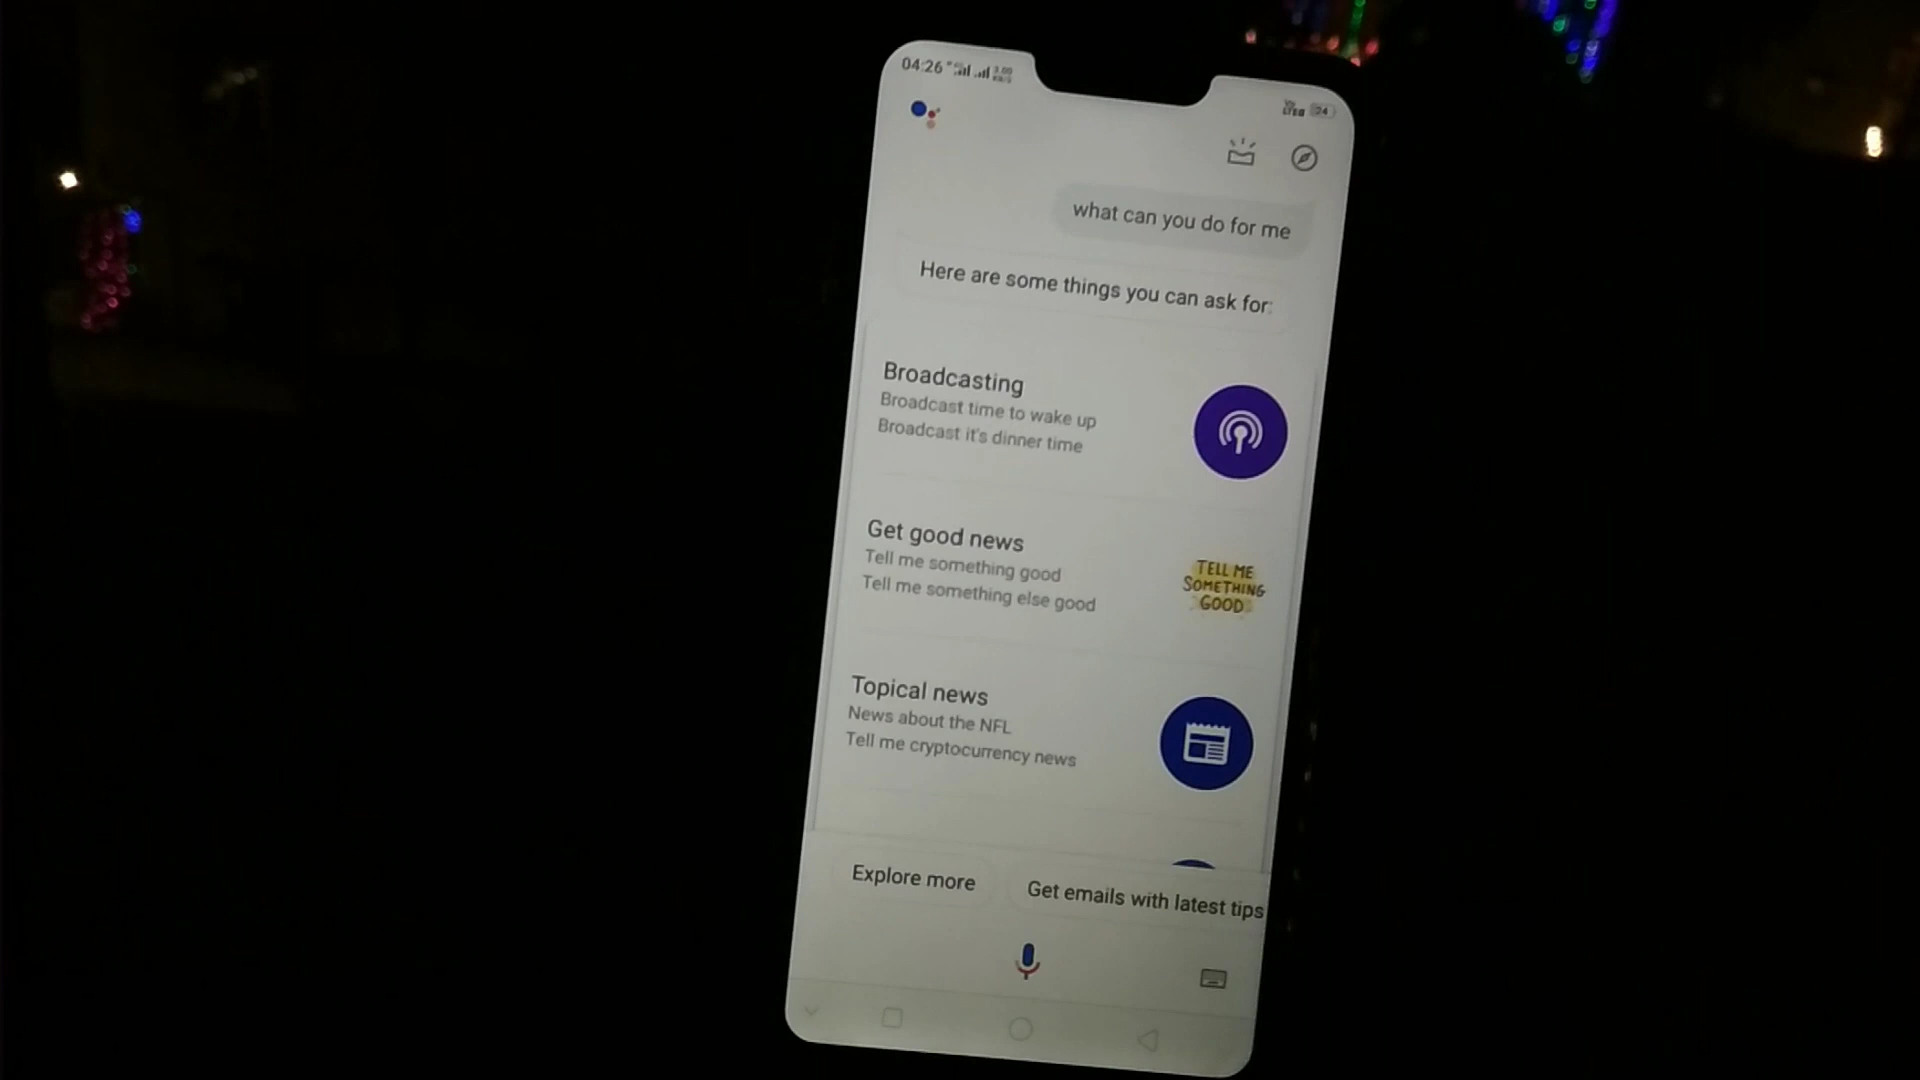 04:26
24
what can you do for me
Here are some things you can ask for:
Broadcasting
Broadcast time to wake up
Broadcast it's dinner time
Get good news
Tell me something good
Tell me something else good
TELL ME
SOMETHING
GOOD
Topical news
News about the NFL
Tell me cryptocurrency news
Explore more
Get emails with latest tips